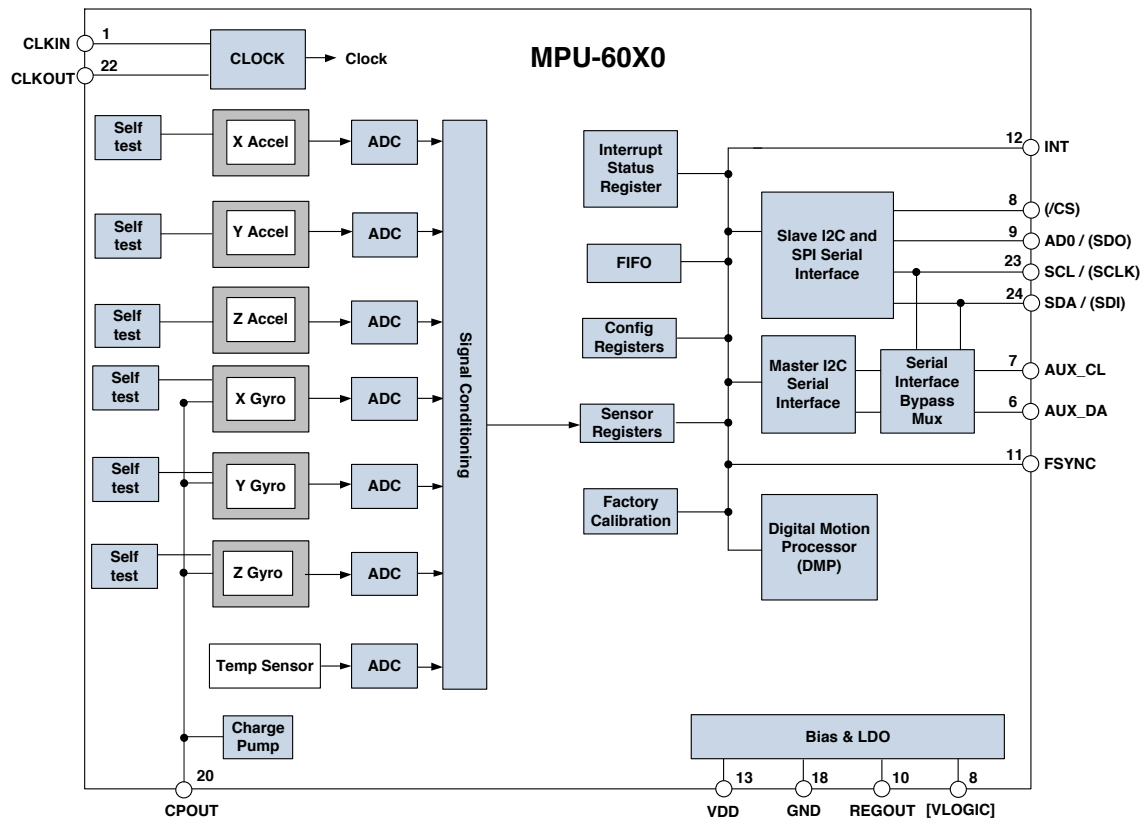 MPU-60X0
1
CLKIN
22
CLKOUT
CLOCK
Clock
Self
test
X Accel
ADC
Self
test
Y Accel
ADC
Self
test
Z Accel
ADC
Self
test
X Gyro
ADC
Self
test
Y Gyro
ADC
Self
test
Z Gyro
ADC
Temp Sensor
ADC
Signal Conditioning
Charge
Pump
20
CPOUT
Interrupt
Status
Register
FIFO
Config
Registers
Sensor
Registers
Factory
Calibration
Slave I2C and
SPI Serial
Interface
Master I2C
Serial
Interface
Serial
Interface
Bypass
Mux
Digital Motion
Processor
(DMP)
12
INT
8
(/CS)
9
AD0 / (SDO)
23
SCL / (SCLK)
24
SDA / (SDI)
7
AUX_CL
6
AUX_DA
11
FSYNC
Bias & LDO
13
VDD
18
GND
10
REGOUT
8
[VLOGIC]